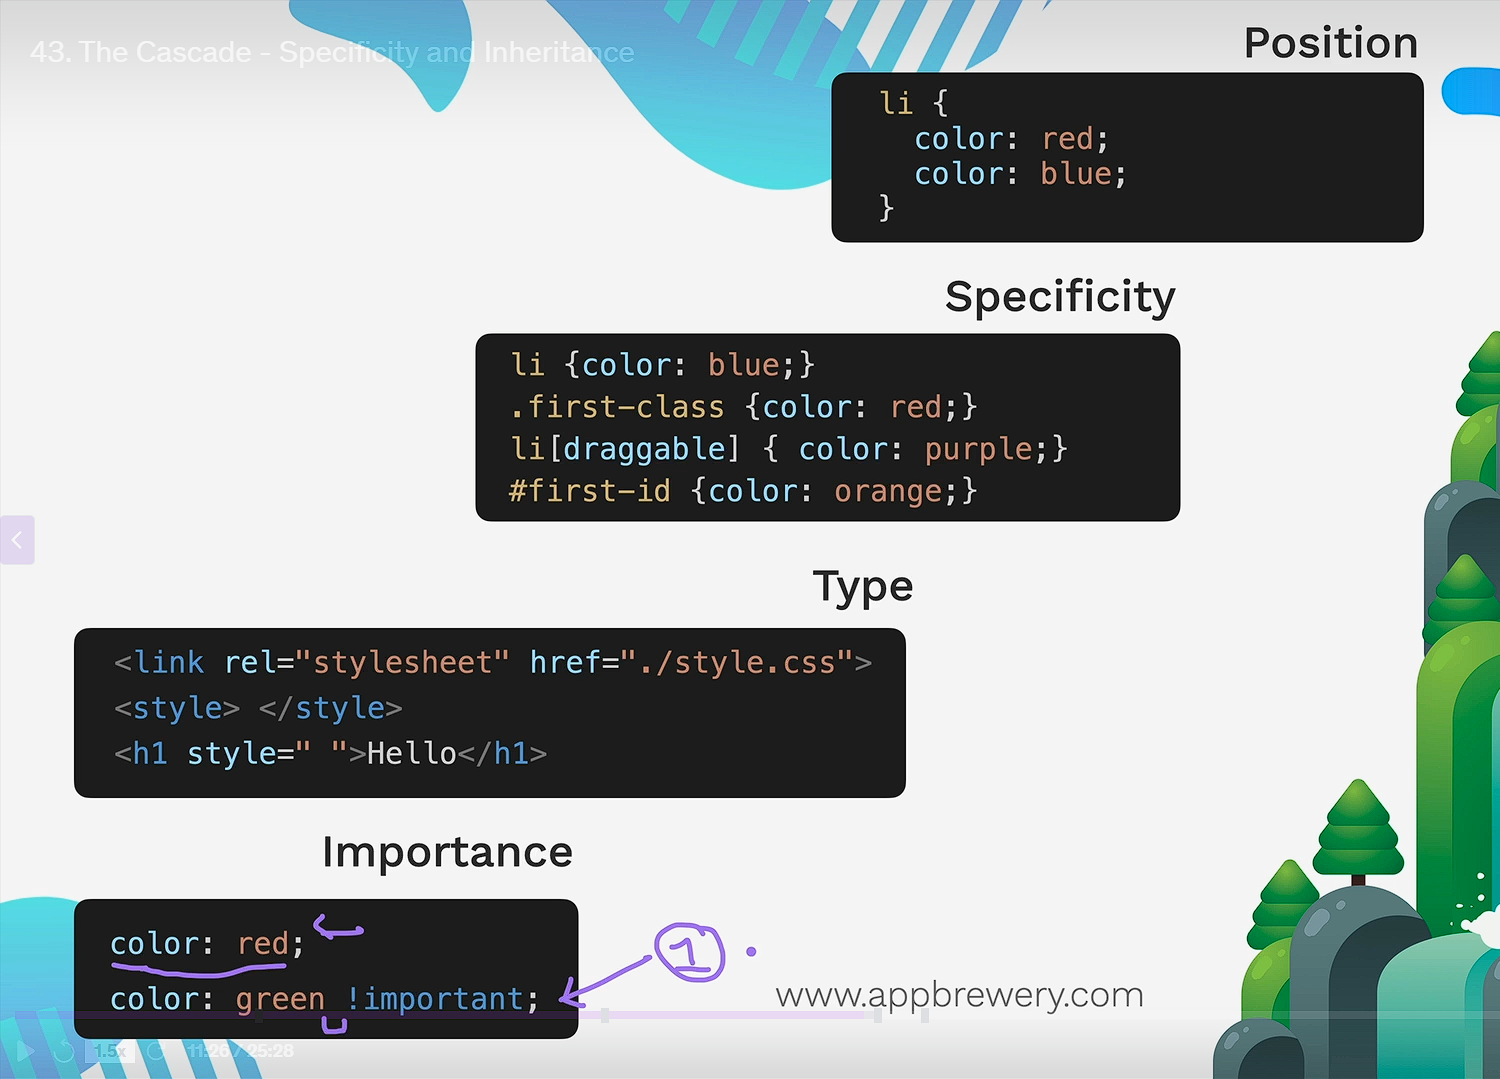 43. The Cascade - Specificity and Inheritance
Position
li {
  color: red;
  color: blue;
}
Specificity
li {color: blue;}
.first-class {color: red;}
li[draggable] { color: purple;}
#first-id {color: orange;}
Type
<link rel="stylesheet" href="./style.css">
<style> </style>
<h1 style=" ">Hello</h1>
Importance
color: red;
color: green !important;
1
www.appbrewery.com
1.5x
11:26 / 25:28